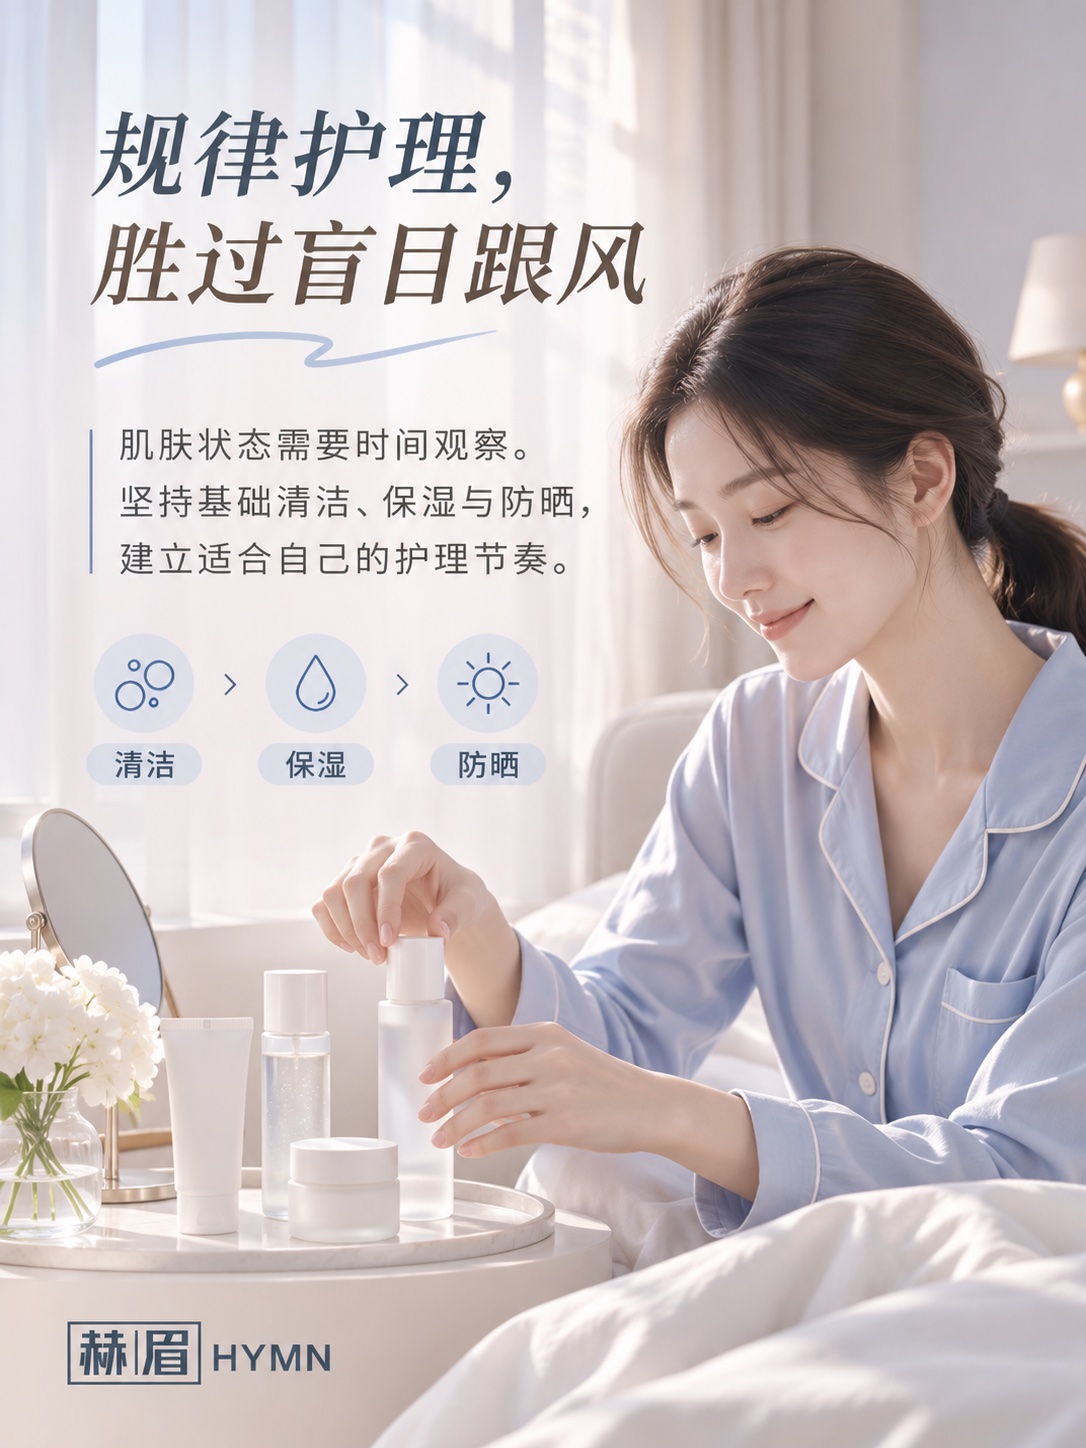 规律护理，
胜过盲目跟风
肌肤状态需要时间观察。
坚持基础清洁、保湿与防晒，
建立适合自己的护理节奏。
清洁 > 保湿 > 防晒
赫眉 HYMN